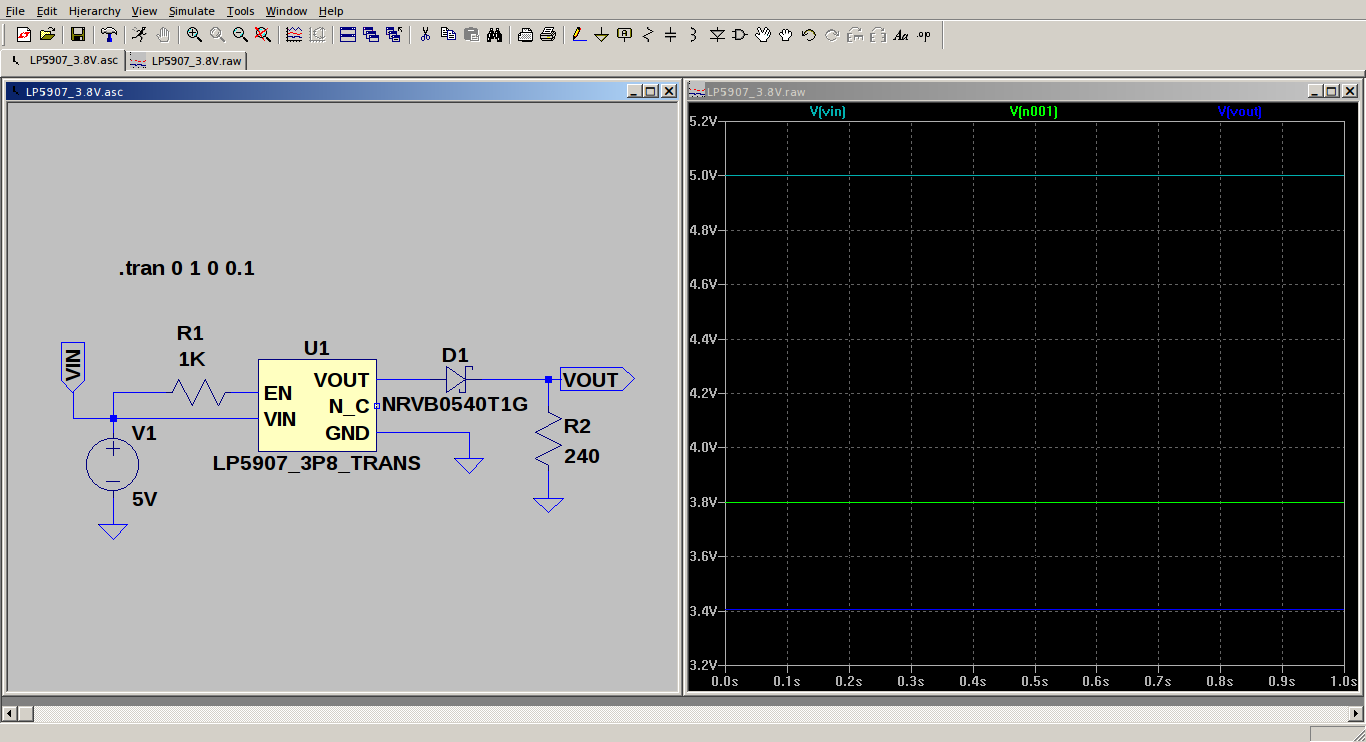 File Edit Hierarchy View Simulate Tools Window Help
Aa .op
LP5907_3.8V.asc LP5907_3.8V.raw
LP5907_3.8V.asc
.tran 0 1 0 0.1
VIN
R1
1K
U1
EN
VIN
VOUT
N_C
GND
LP5907_3P8_TRANS
D1
NRVB0540T1G
VOUT
R2
240
V1
5V
LP5907_3.8V.raw
V(vin) V(n001) V(vout)
5.2V
5.0V
4.8V
4.6V
4.4V
4.2V
4.0V
3.8V
3.6V
3.4V
3.2V
0.0s 0.1s 0.2s 0.3s 0.4s 0.5s 0.6s 0.7s 0.8s 0.9s 1.0s